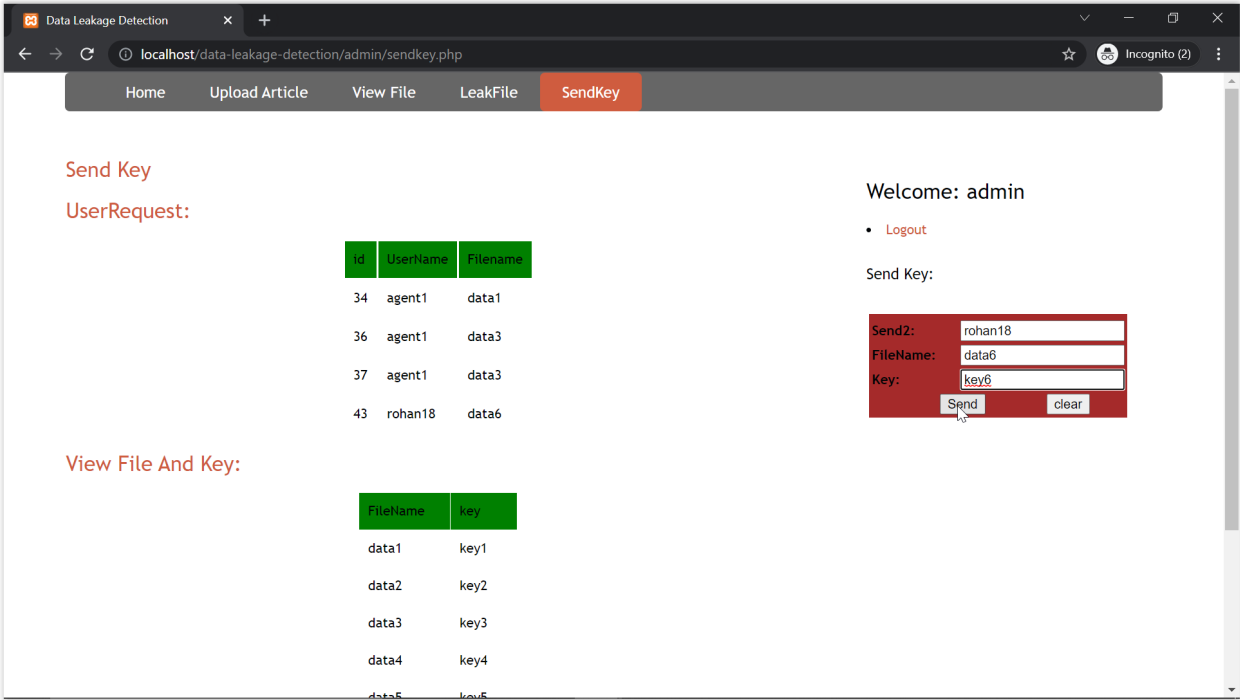 Data Leakage Detection
localhost/data-leakage-detection/admin/sendkey.php
Incognito (2)
Home Upload Article View File LeakFile SendKey
Send Key
UserRequest:
id UserName Filename
34 agent1 data1
36 agent1 data3
37 agent1 data3
43 rohan18 data6
View File And Key:
FileName key
data1 key1
data2 key2
data3 key3
data4 key4
data5 key5
Welcome: admin
Logout
Send Key:
Send2: rohan18
FileName: data6
Key: key6
Send clear